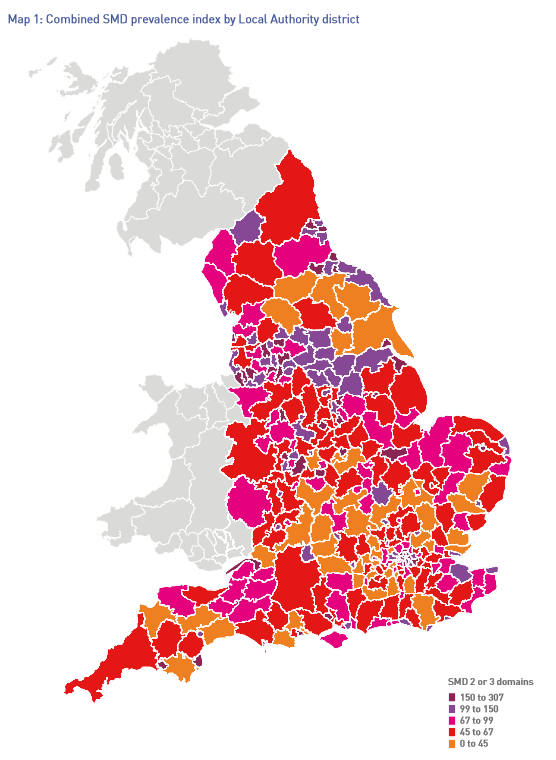 Map 1: Combined SMD prevalence index by Local Authority district
SMD 2 or 3 domains
150 to 307
99 to 150
67 to 99
45 to 67
0 to 45